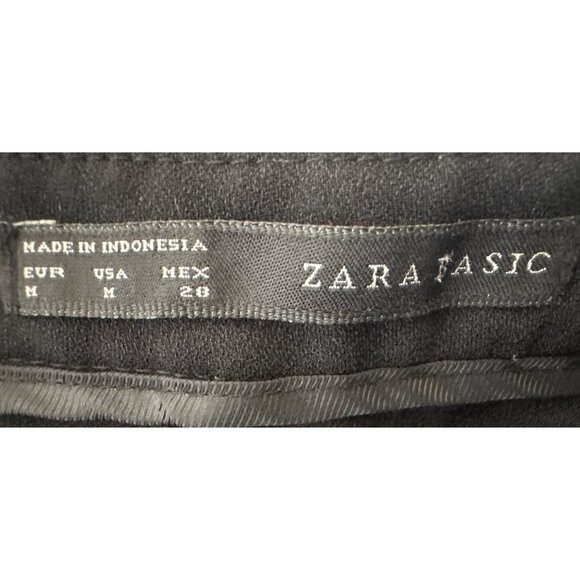 MADE IN INDONESIA
EUR USA MEX
M M 28
ZARA BASIC